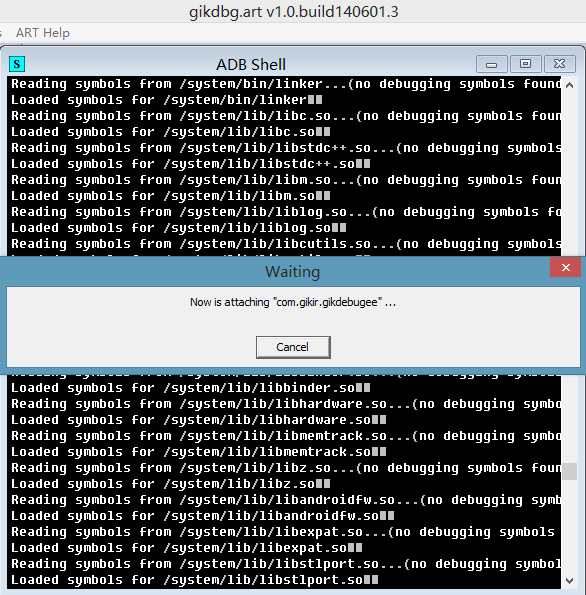 gikdbg.art v1.0.build140601.3
ART Help
S
ADB Shell
Reading symbols from /system/bin/linker...(no debugging symbols found
Loaded symbols for /system/bin/linker
Reading symbols from /system/lib/libc.so...(no debugging symbols foun
Loaded symbols for /system/lib/libc.so
Reading symbols from /system/lib/libstdc++.so...(no debugging symbols
Loaded symbols for /system/lib/libstdc++.so
Reading symbols from /system/lib/libm.so...(no debugging symbols foun
Loaded symbols for /system/lib/libm.so
Reading symbols from /system/lib/liblog.so...(no debugging symbols fo
Loaded symbols for /system/lib/liblog.so
Reading symbols from /system/lib/libcutils.so...(no debugging symbols
Waiting
Now is attaching "com.gikir.gikdebugee" ...
Cancel
Loaded symbols for /system/lib/libbinder.so
Reading symbols from /system/lib/libhardware.so...(no debugging symbo
Loaded symbols for /system/lib/libhardware.so
Reading symbols from /system/lib/libmemtrack.so...(no debugging symbo
Loaded symbols for /system/lib/libmemtrack.so
Reading symbols from /system/lib/libz.so...(no debugging symbols foun
Loaded symbols for /system/lib/libz.so
Reading symbols from /system/lib/libandroidfw.so...(no debugging symb
Loaded symbols for /system/lib/libandroidfw.so
Reading symbols from /system/lib/libexpat.so...(no debugging symbols
Loaded symbols for /system/lib/libexpat.so
Reading symbols from /system/lib/libstlport.so...(no debugging symbol
Loaded symbols for /system/lib/libstlport.so